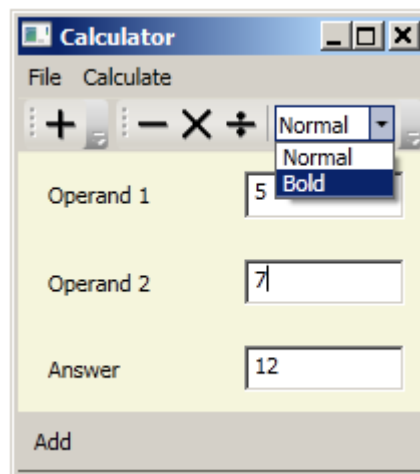 Calculator
File Calculate
Normal
Normal
Bold
Operand 1 5
Operand 2 7
Answer 12
Add